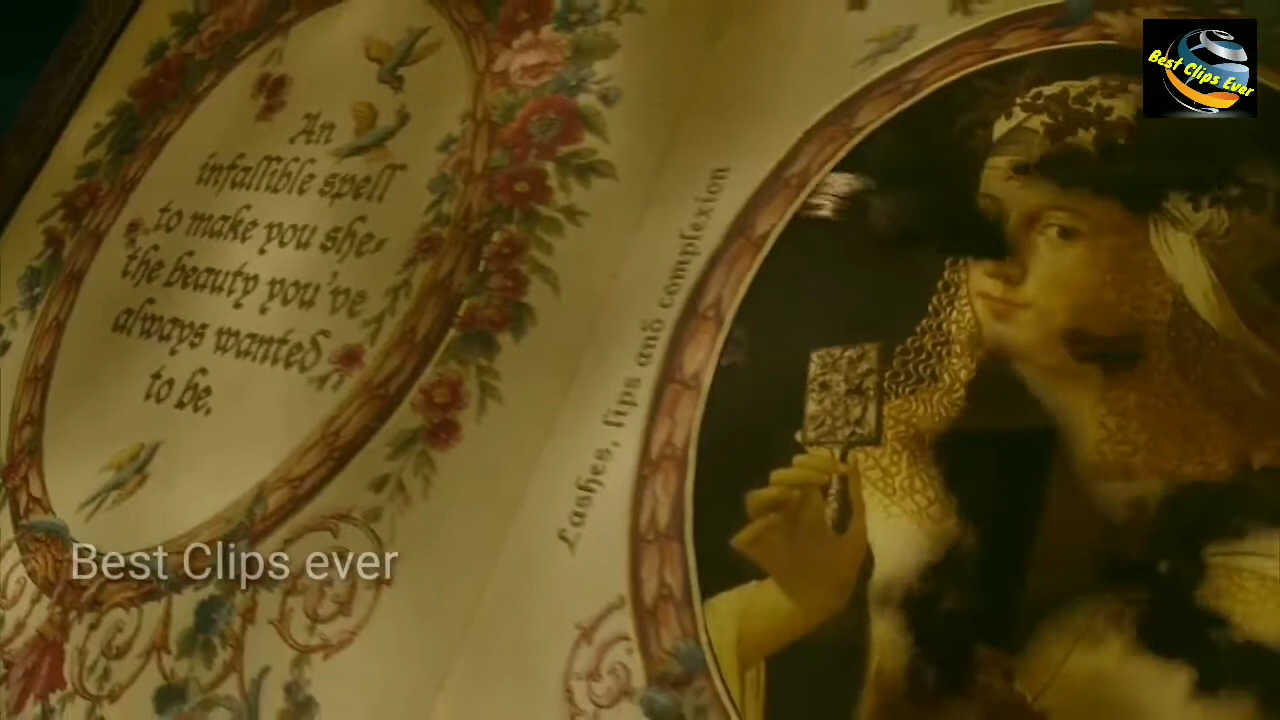 An
infallible spell
to make you she,
the beauty you've
always wanted
to be.
Lashes, lips and complexion
Best Clips Ever
Best Clips ever